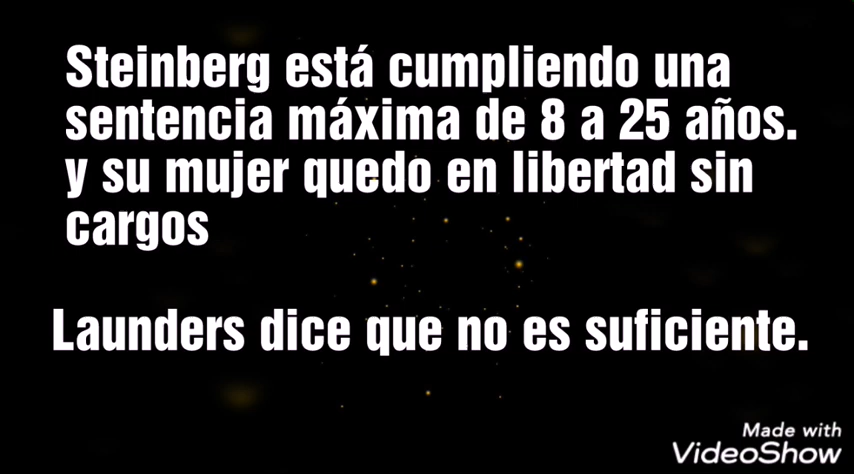 Steinberg está cumpliendo una
sentencia máxima de 8 a 25 años.
y su mujer quedo en libertad sin
cargos
Launders dice que no es suficiente.
Made with
VideoShow